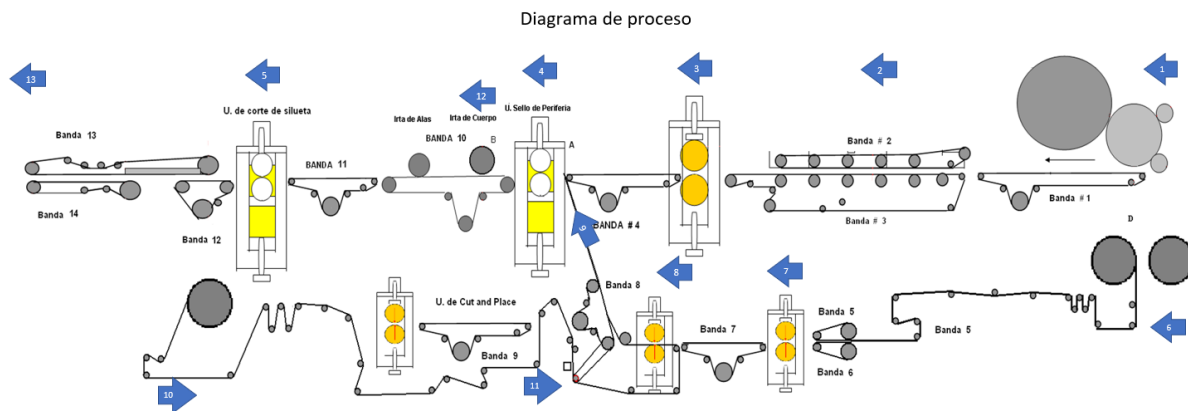 Diagrama de proceso
13
5
4
3
2
1
12
U. de corte de silueta
U. Sello de Periferia
Irta de Alas
Irta de Cuerpo
Banda 13
BANDA 10
B
A
Banda # 2
BANDA 11
Banda 14
Banda 12
BANDA # 4
Banda # 3
Banda #1
D
9
8
7
6
U. de Cut and Place
Banda 8
Banda 5
Banda 7
Banda 5
Banda 9
Banda 6
10
11